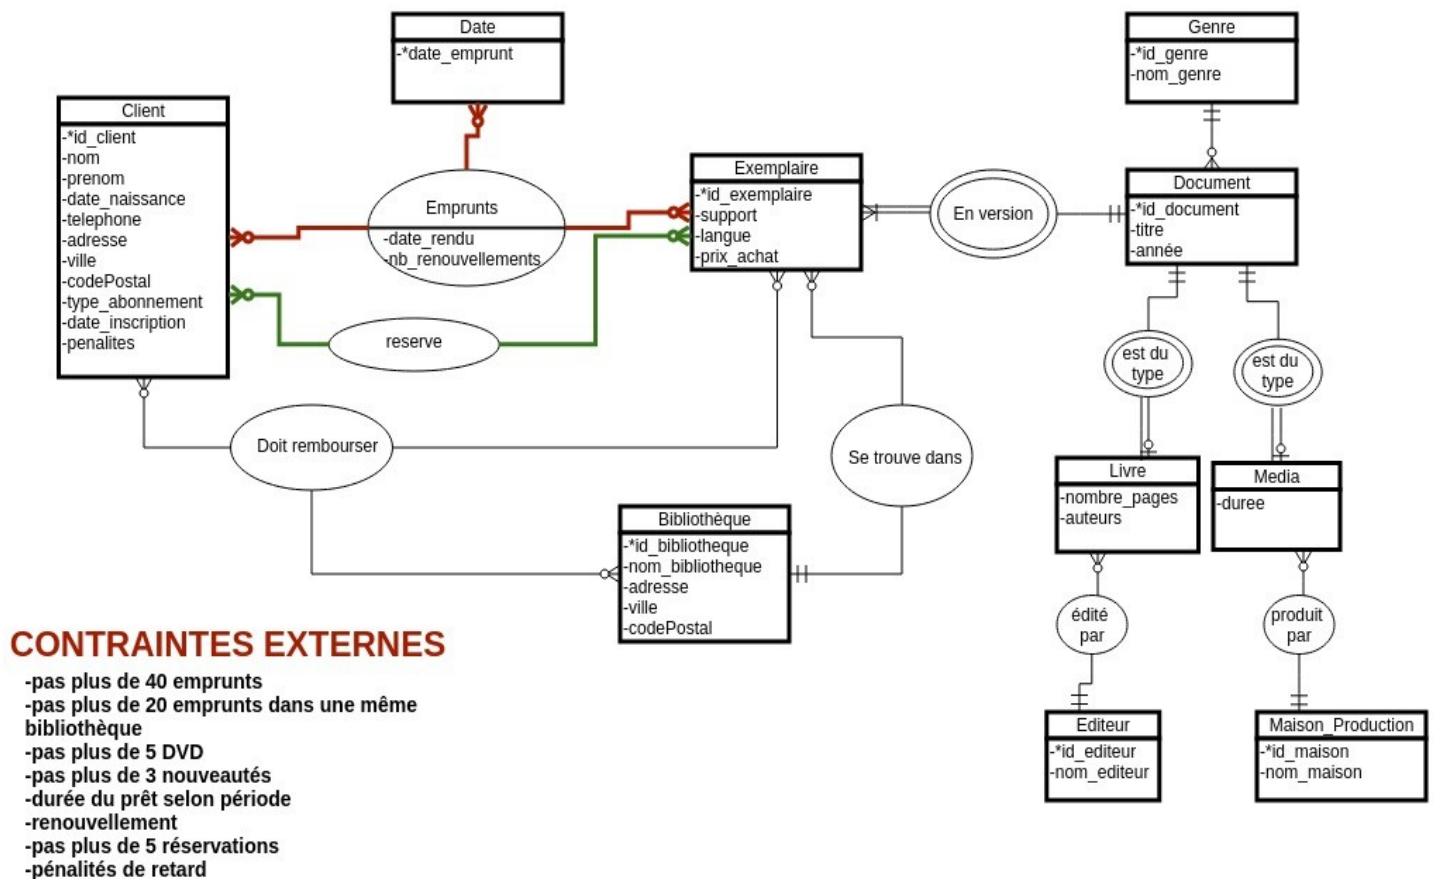 Date
-*date_emprunt
Genre
-*id_genre
-nom_genre
Client
-*id_client
-nom
-prenom
-date_naissance
-telephone
-adresse
-ville
-codePostal
-type_abonnement
-date_inscription
-penalites
Emprunts
-date_rendu
-nb_renouvellements
Exemplaire
-*id_exemplaire
-support
-langue
-prix_achat
En version
Document
-*id_document
-titre
-année
reserve
est du
type
est du
type
Doit rembourser
Se trouve dans
Livre
-nombre_pages
-auteurs
Media
-duree
Bibliothèque
-*id_bibliotheque
-nom_bibliotheque
-adresse
-ville
-codePostal
édité
par
produit
par
Editeur
-*id_editeur
-nom_editeur
Maison_Production
-*id_maison
-nom_maison
CONTRAINTES EXTERNES
-pas plus de 40 emprunts
-pas plus de 20 emprunts dans une même
bibliothèque
-pas plus de 5 DVD
-pas plus de 3 nouveautés
-durée du prêt selon période
-renouvellement
-pas plus de 5 réservations
-pénalités de retard